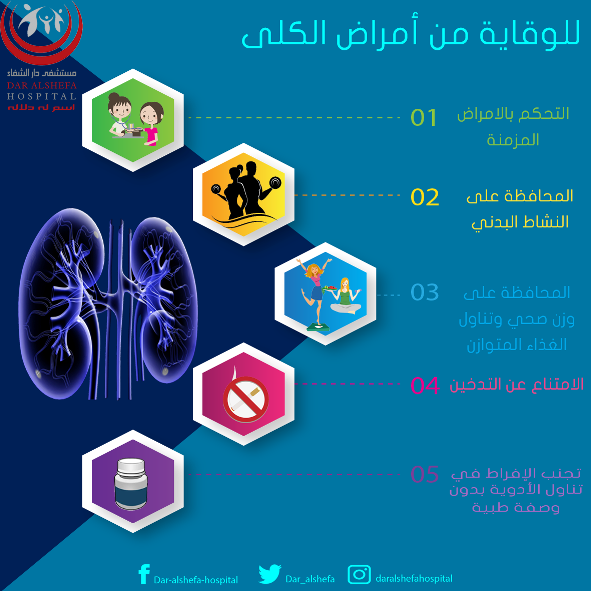 للوقاية من أمراض الكلى
مستشفى دار الشفاء
DAR ALSHEFA
HOSPITAL
اسم له دلاله
01 التحكم بالامراض
المزمنة
02 المحافظة على
النشاط البدني
03 المحافظة على
وزن صحي وتناول
الغذاء المتوازن
04 الامتناع عن التدخين
05 تجنب الإفراط في
تناول الأدوية بدون
وصفة طبية
Dar-alshefa-hospital
Dar_alshefa
daralshefahospital